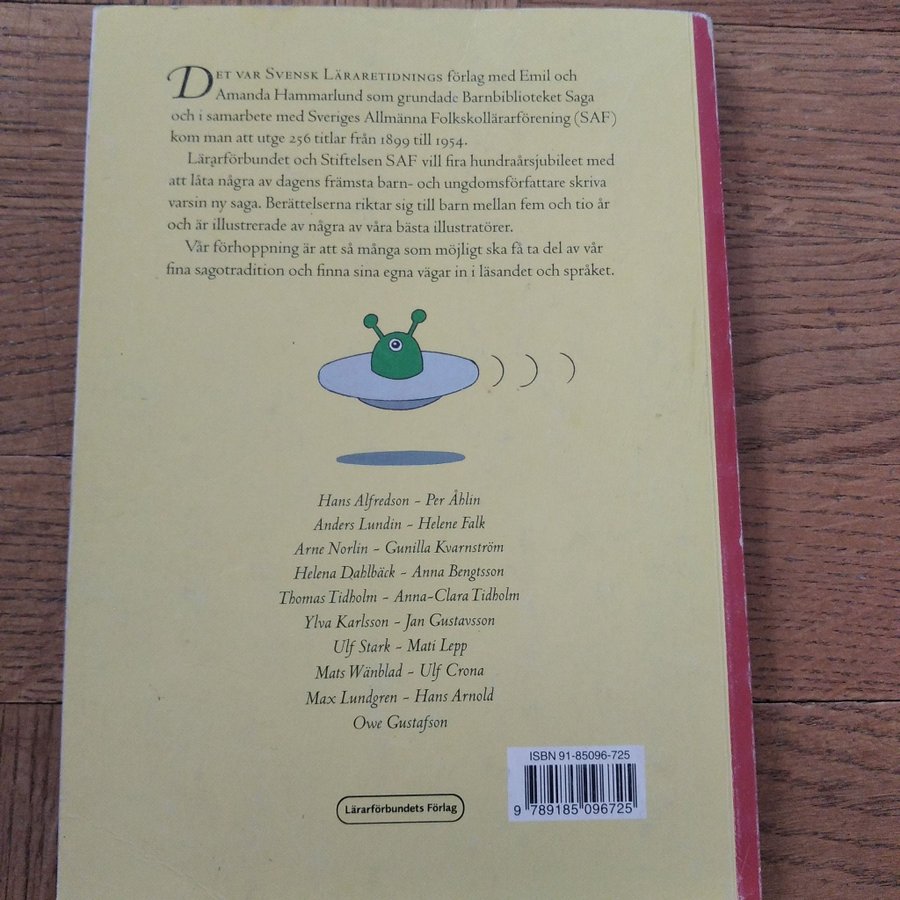 DET VAR SVENSK LÄRARETIDNINGS förlag med Emil och
Amanda Hammarlund som grundade Barnbiblioteket Saga
och i samarbete med Sveriges Allmänna Folkskollärarförening (SAF)
kom man att utge 256 titlar från 1899 till 1954.
Lärarförbundet och Stiftelsen SAF vill fira hundraårsjubileet med
att låta några av dagens främsta barn- och ungdomsförfattare skriva
varsin ny saga. Berättelserna riktar sig till barn mellan fem och tio år
och är illustrerade av några av våra bästa illustratörer.
Vår förhoppning är att så många som möjligt ska få ta del av vår
fina sagotradition och finna sina egna vägar in i läsandet och språket.
Hans Alfredson – Per Åhlin
Anders Lundin – Helene Falk
Arne Norlin – Gunilla Kvarnström
Helena Dahlbäck – Anna Bengtsson
Thomas Tidholm – Anna-Clara Tidholm
Ylva Karlsson – Jan Gustavsson
Ulf Stark – Mati Lepp
Mats Wänblad – Ulf Crona
Max Lundgren – Hans Arnold
Owe Gustafson
ISBN 91-85096-725
9 789185 096725
Lärarförbundets Förlag